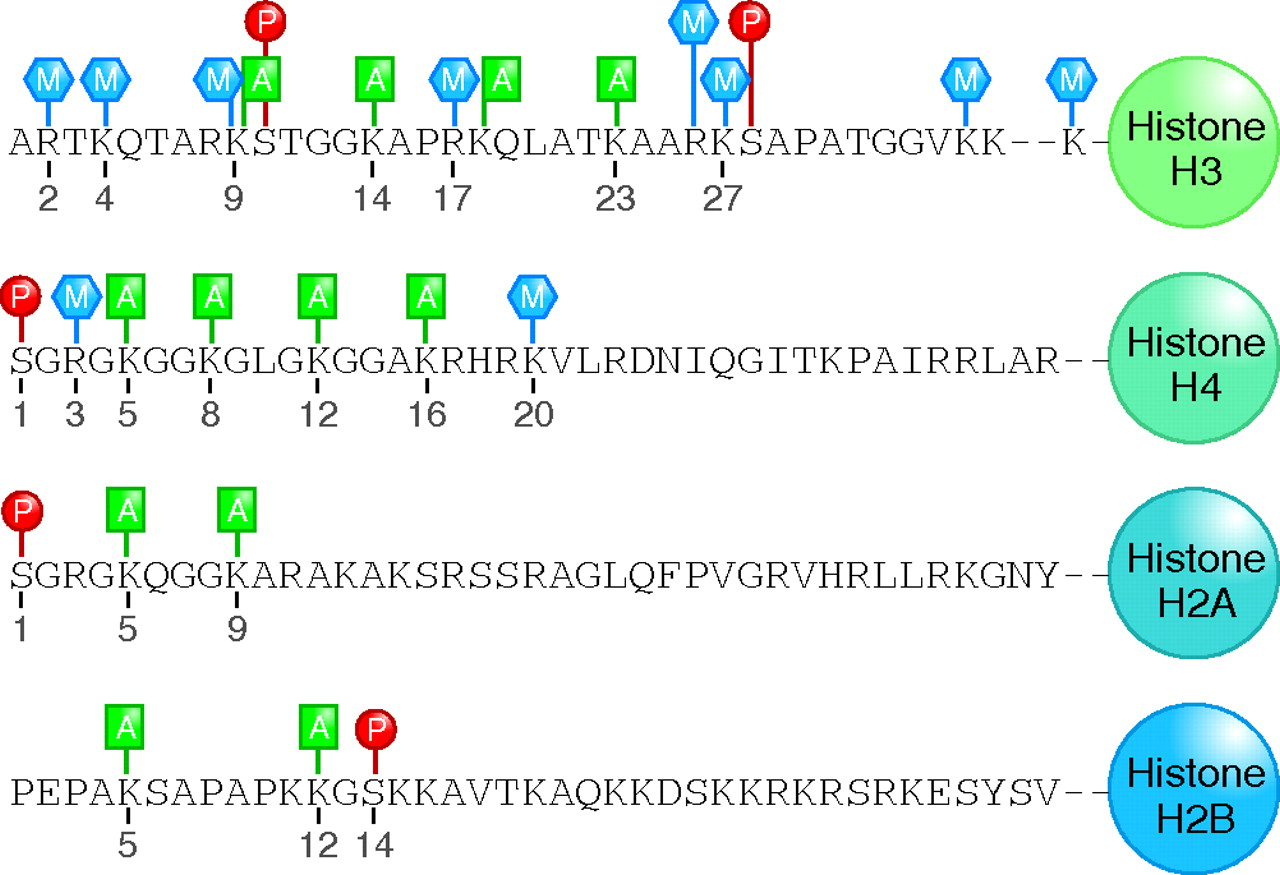 P M P
M M M A A M A A M M M
ARTKQTARKSTGGKAPRKQLATKAARKSAPATGGVKK--K- Histone H3
2 4 9 14 17 23 27
P M A A A A M
SGRGKGGKGLGKGGAKRHRKVLRDNIQGITKPAIRRLAR-- Histone H4
1 3 5 8 12 16 20
P A A
SGRGKQGGKARAKAKSRSSRAGLQFPVGRVHRLLRKGNY-- Histone H2A
1 5 9
A A P
PEPAKSAPAPKKGSKKAVTKAQKKDSKKRKRSRKESYSV-- Histone H2B
5 12 14